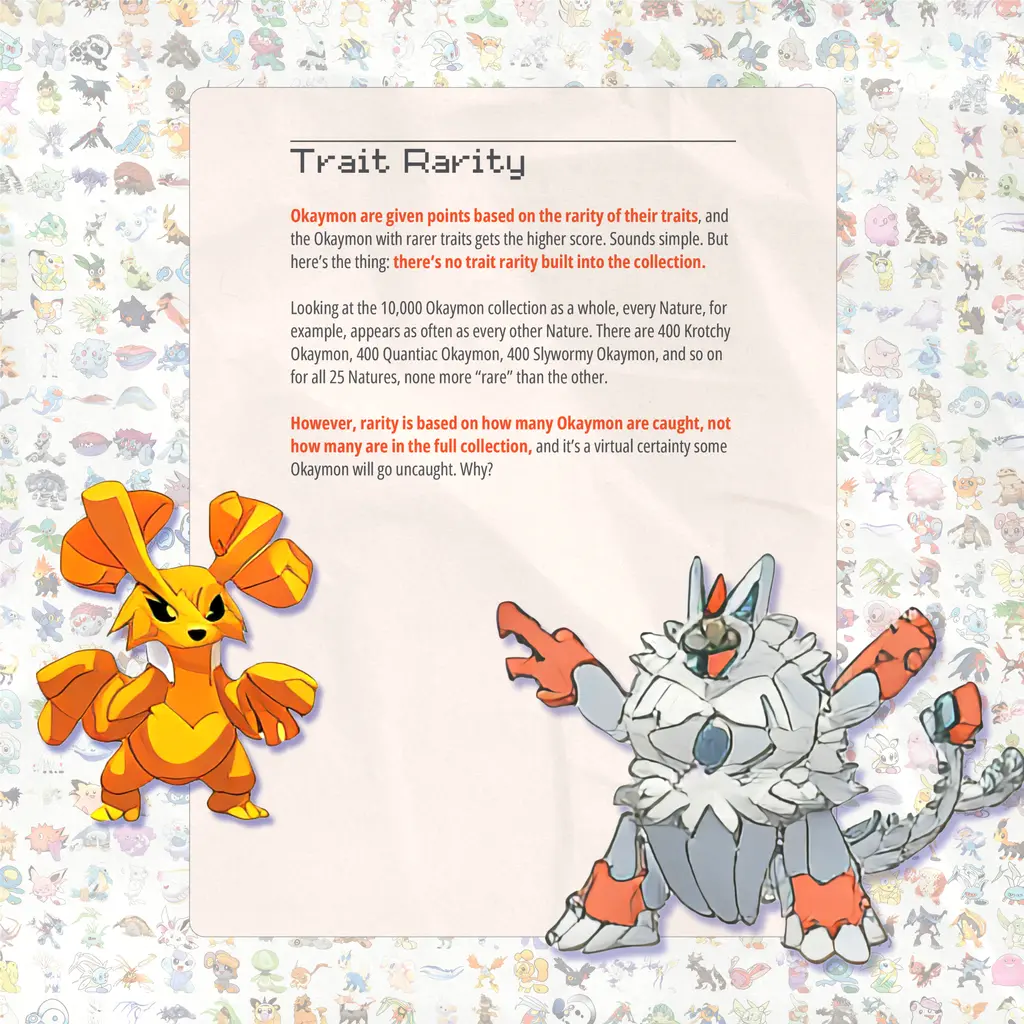 Trait Rarity
Okaymon are given points based on the rarity of their traits, and
the Okaymon with rarer traits gets the higher score. Sounds simple. But
here’s the thing: there’s no trait rarity built into the collection.
Looking at the 10,000 Okaymon collection as a whole, every Nature, for
example, appears as often as every other Nature. There are 400 Krotchy
Okaymon, 400 Quantiac Okaymon, 400 Slywormy Okaymon, and so on
for all 25 Natures, none more “rare” than the other.
However, rarity is based on how many Okaymon are caught, not
how many are in the full collection, and it’s a virtual certainty some
Okaymon will go uncaught. Why?